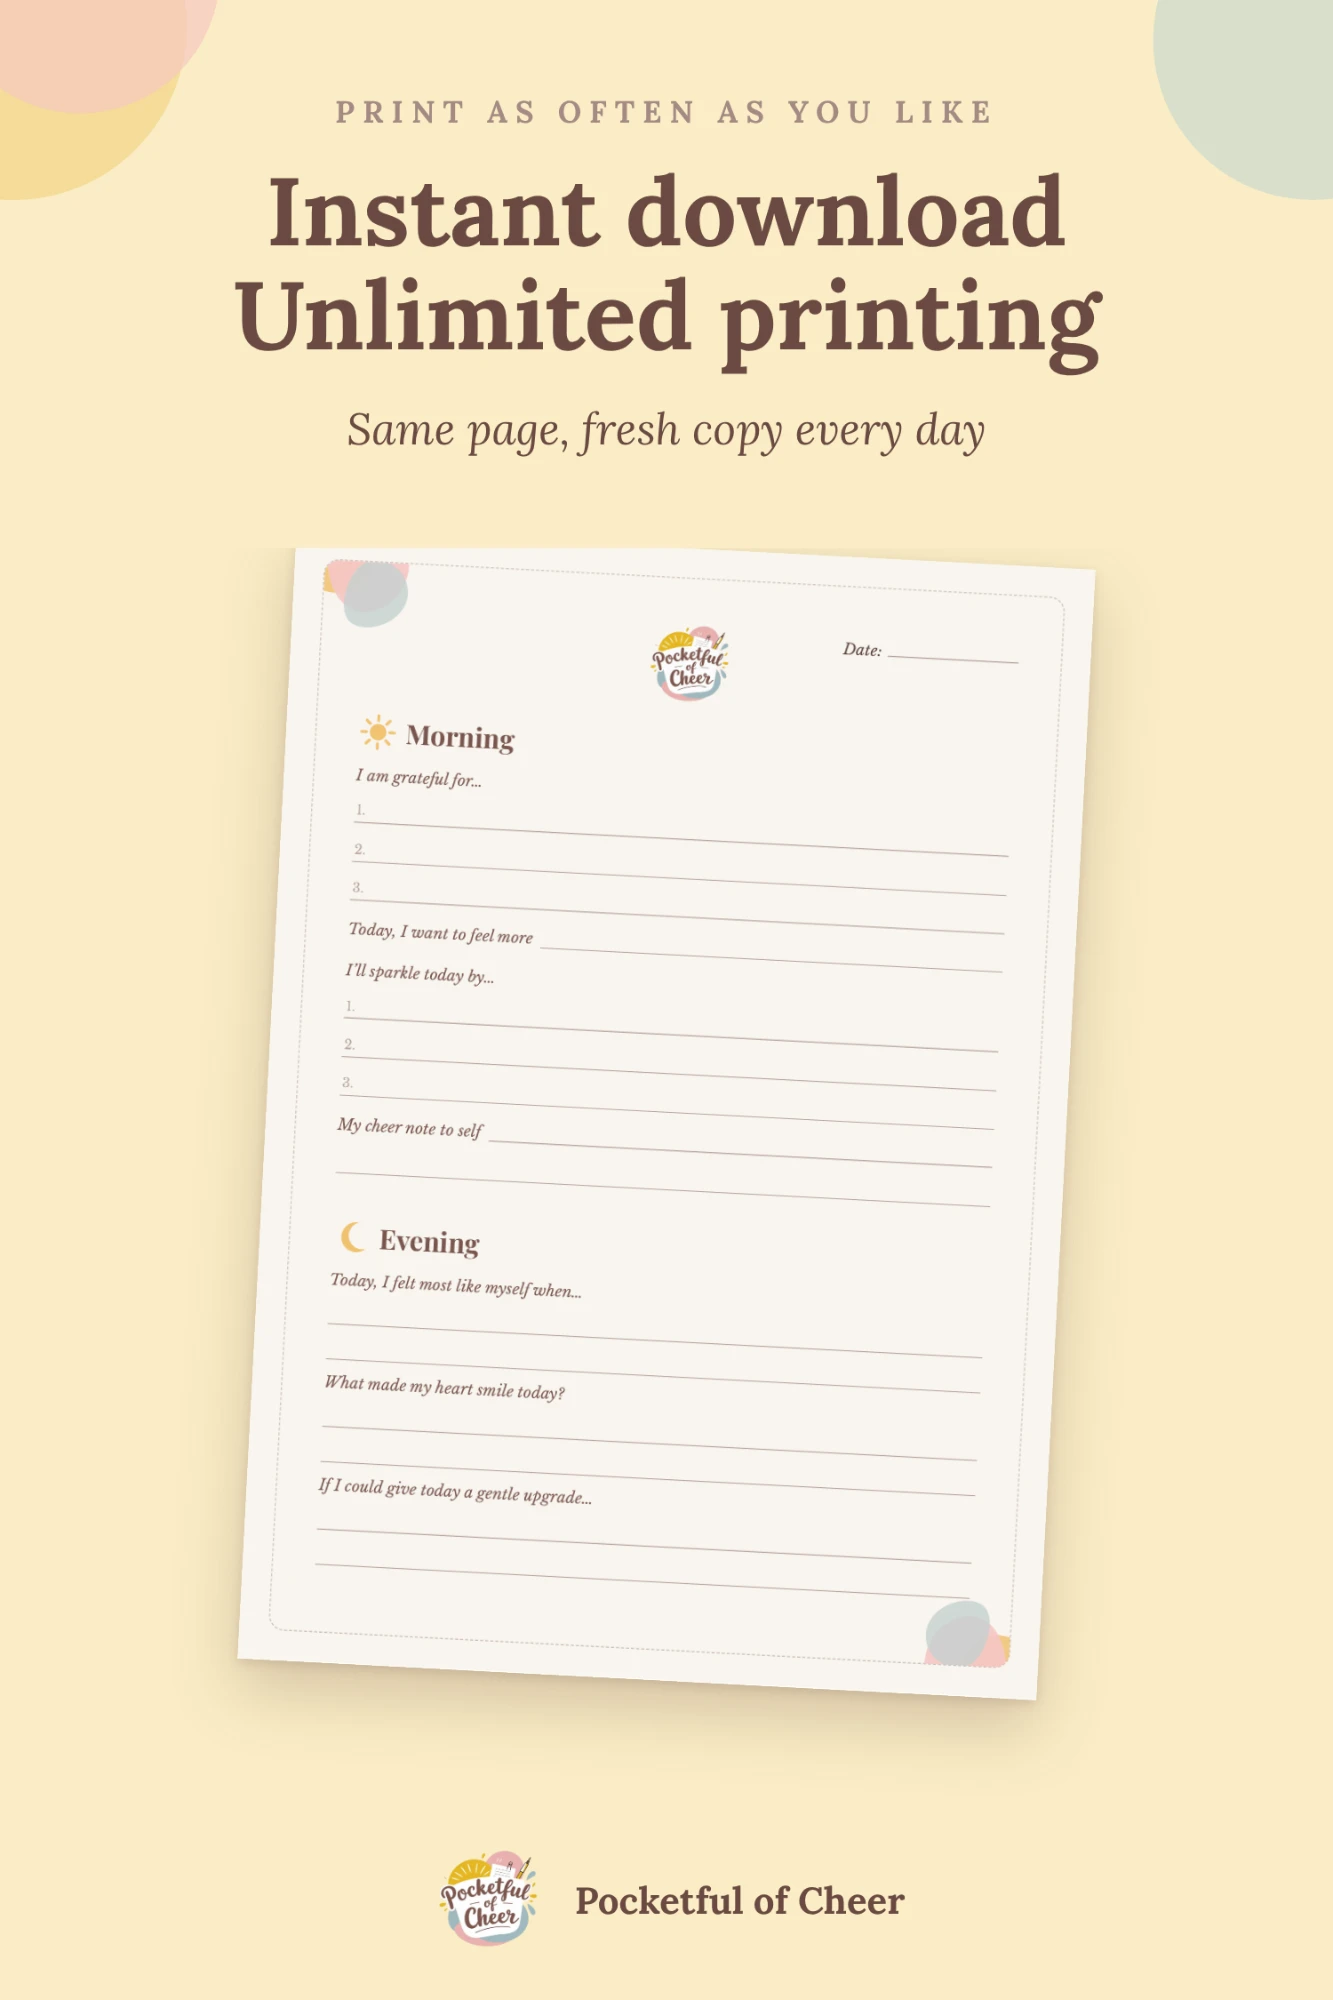 PRINT AS OFTEN AS YOU LIKE
Instant download
Unlimited printing
Same page, fresh copy every day
Pocketful
of
Cheer
Date:
Morning
I am grateful for...
1.
2.
3.
Today, I want to feel more
I'll sparkle today by...
1.
2.
3.
My cheer note to self
Evening
Today, I felt most like myself when...
What made my heart smile today?
If I could give today a gentle upgrade...
Pocketful
of
Cheer
Pocketful of Cheer